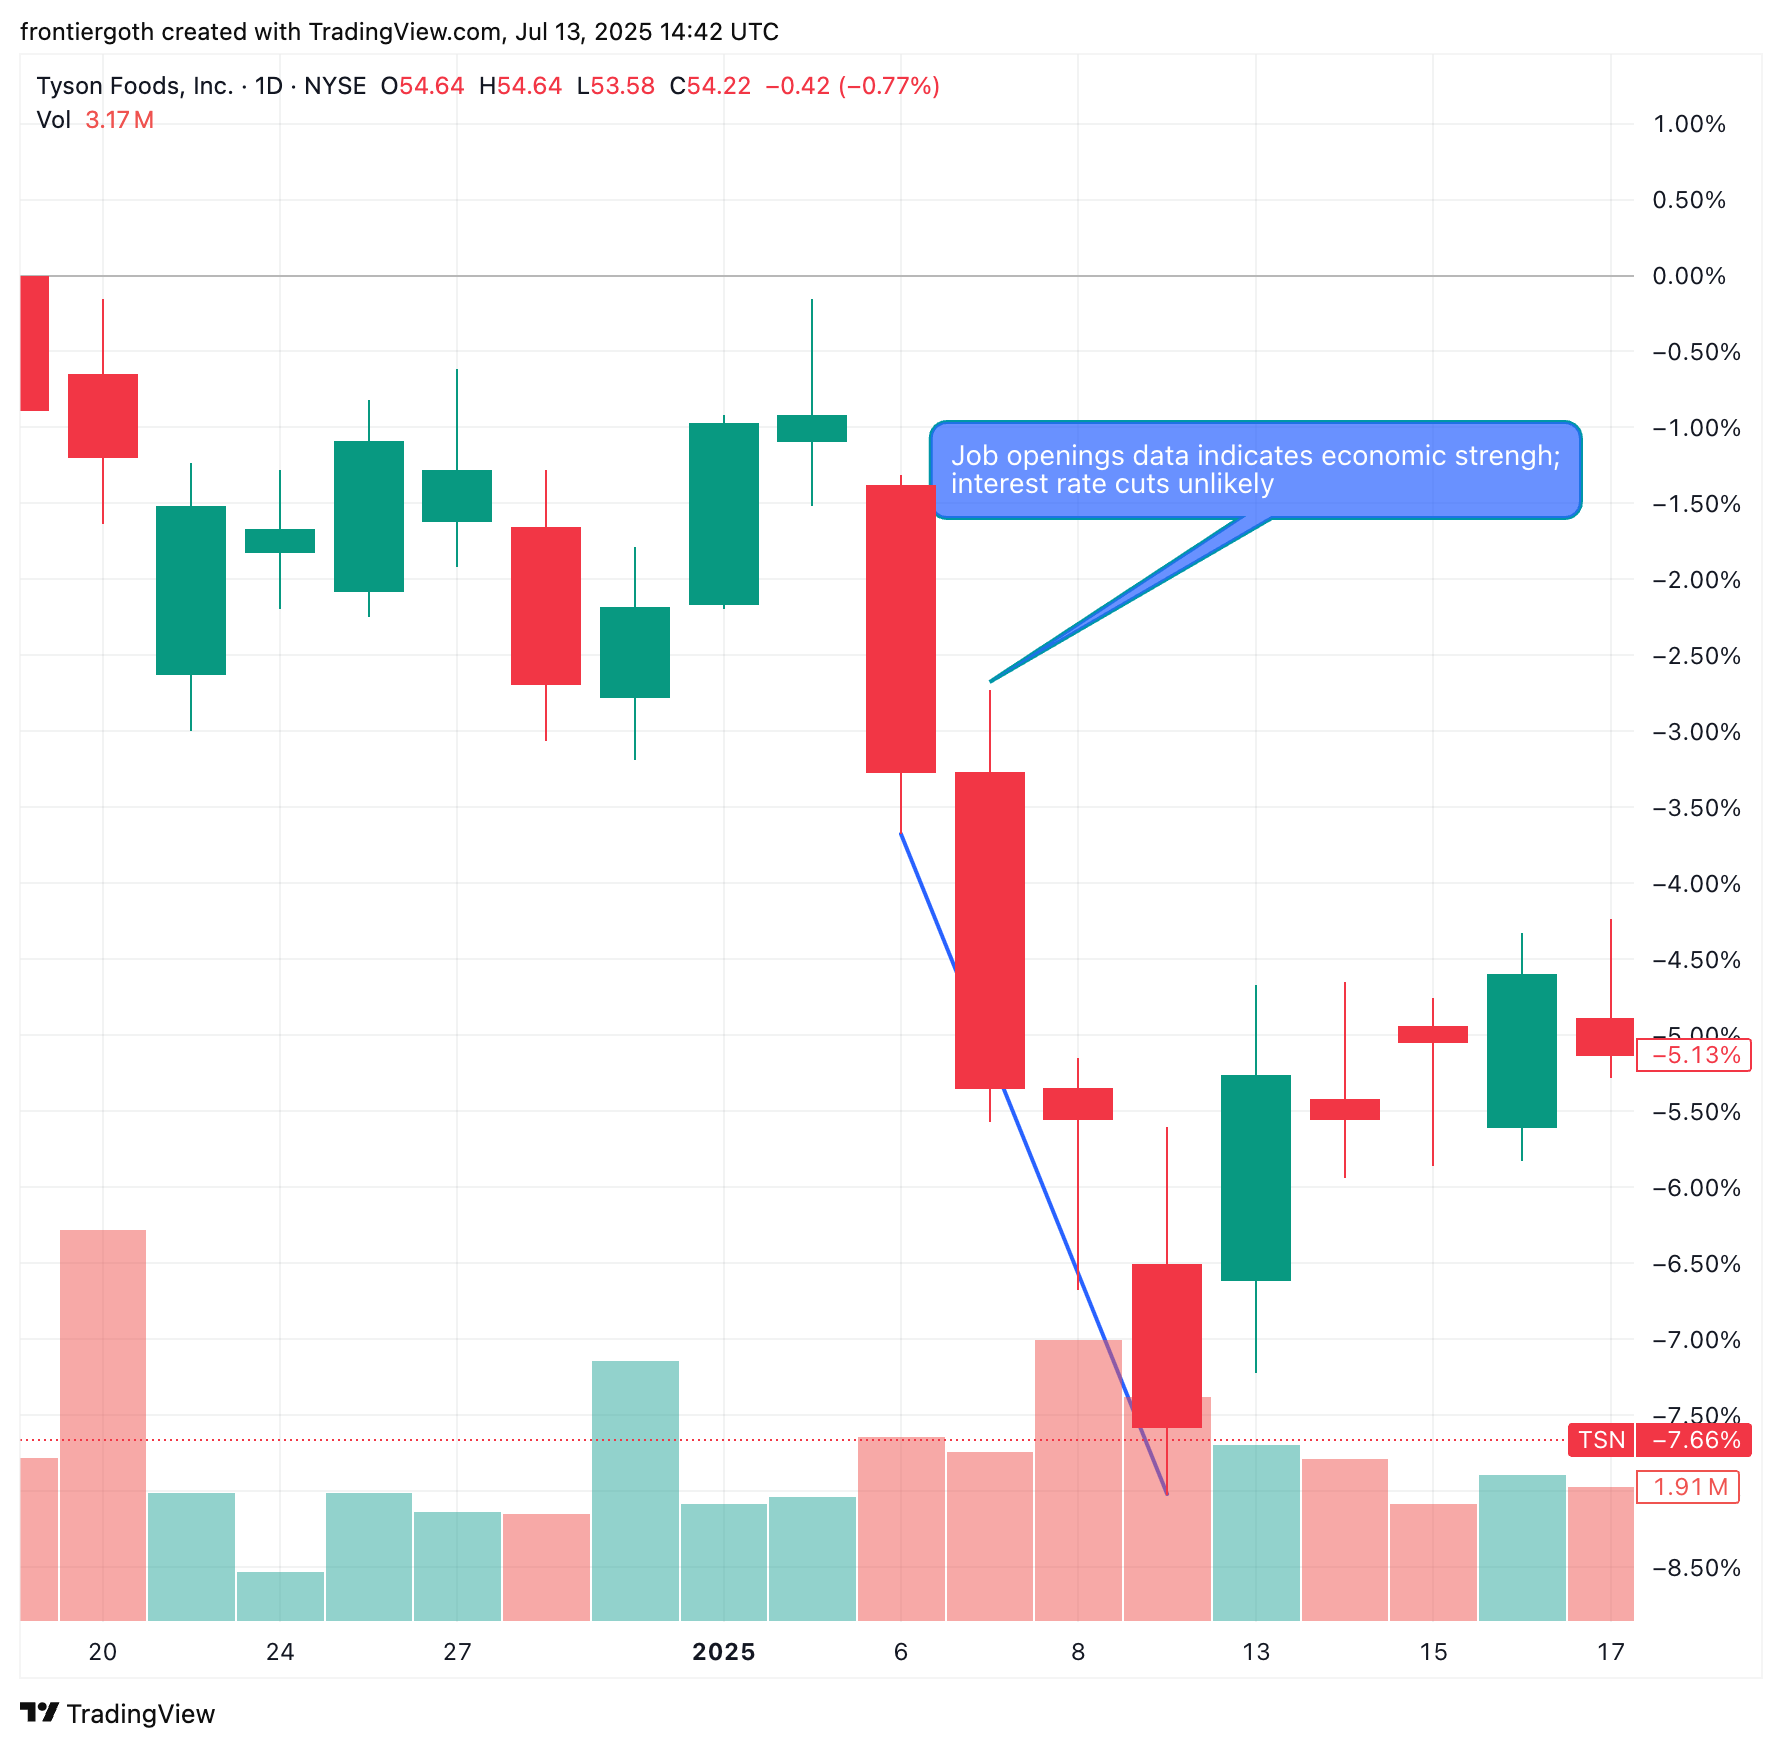 frontiergoth created with TradingView.com, Jul 13, 2025 14:42 UTC
Tyson Foods, Inc. · 1D · NYSE O54.64 H54.64 L53.58 C54.22 −0.42 (−0.77%)
Vol 3.17 M
1.00%
0.50%
0.00%
−0.50%
−1.00%
Job openings data indicates economic strengh;
interest rate cuts unlikely
−1.50%
−2.00%
−2.50%
−3.00%
−3.50%
−4.00%
−4.50%
−5.00%
−5.13%
−5.50%
−6.00%
−6.50%
−7.00%
−7.50%
TSN −7.66%
1.91 M
−8.50%
20 24 27 2025 6 8 13 15 17
TradingView